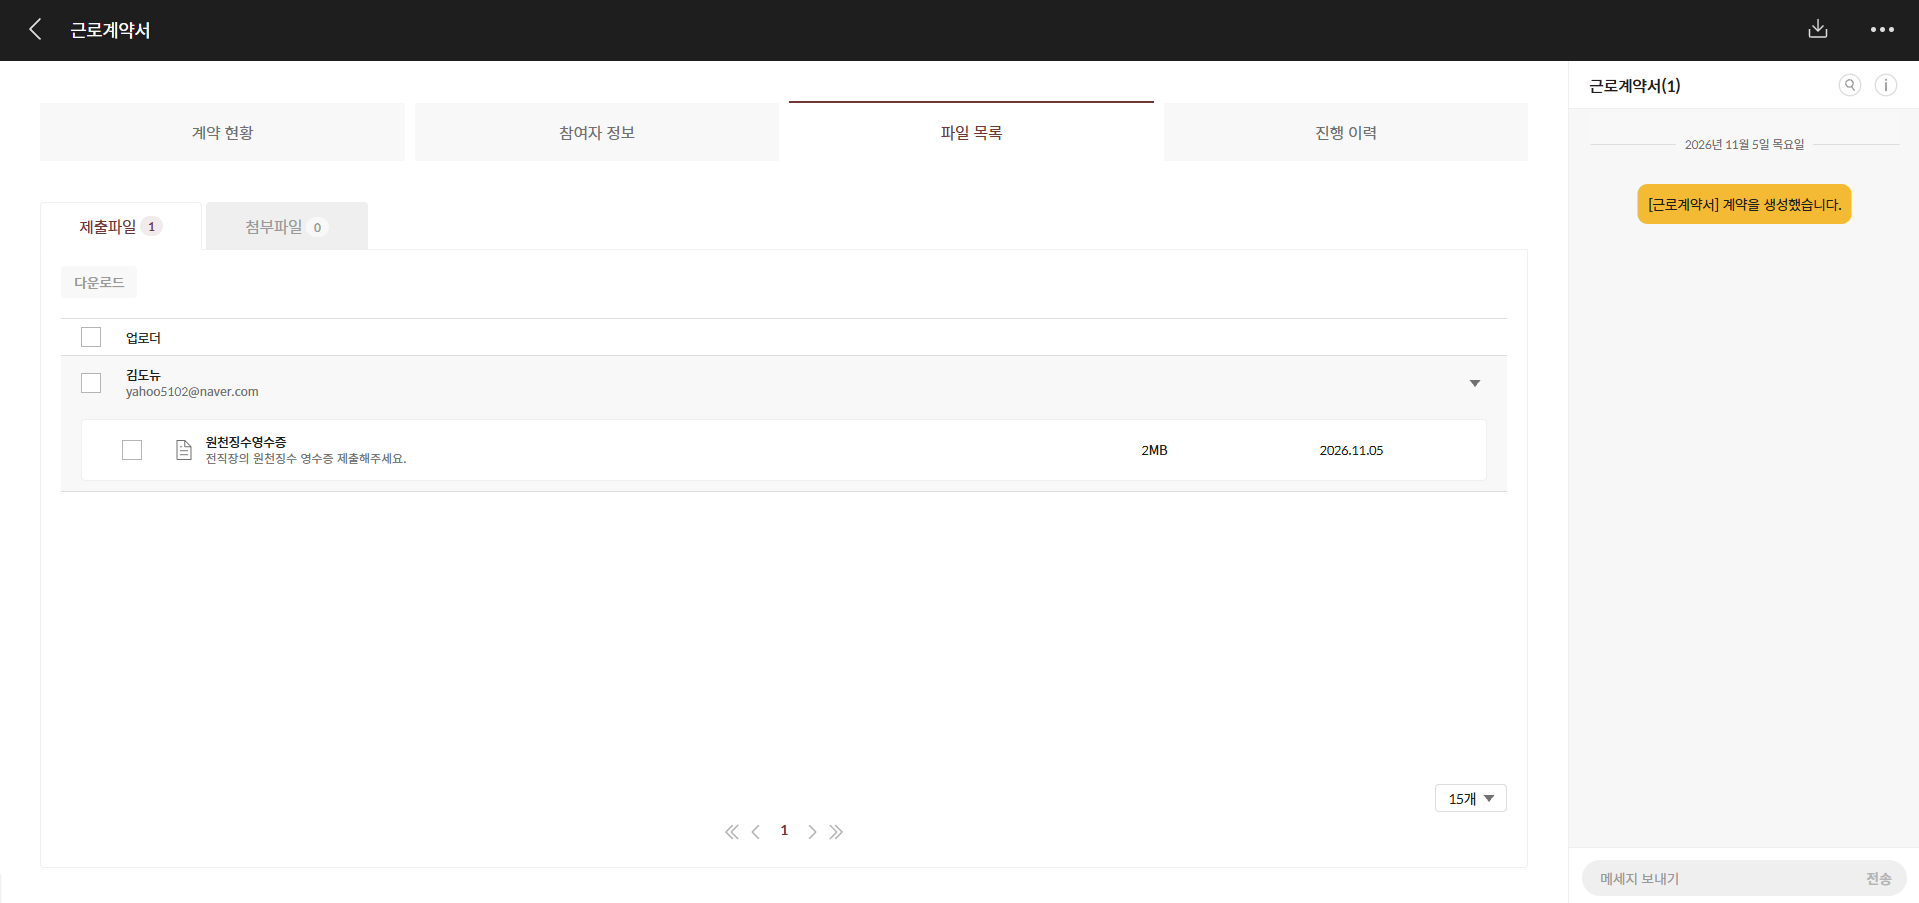 근로계약서
계약 현황
참여자 정보
파일 목록
진행 이력
제출파일 1
첨부파일 0
다운로드
업로더
김도뉴
yahoo5102@naver.com
원천징수영수증
전직장의 원천징수 영수증 제출해주세요.
2MB
2026.11.05
15개
1
근로계약서(1)
2026년 11월 5일 목요일
[근로계약서] 계약을 생성했습니다.
메세지 보내기
전송